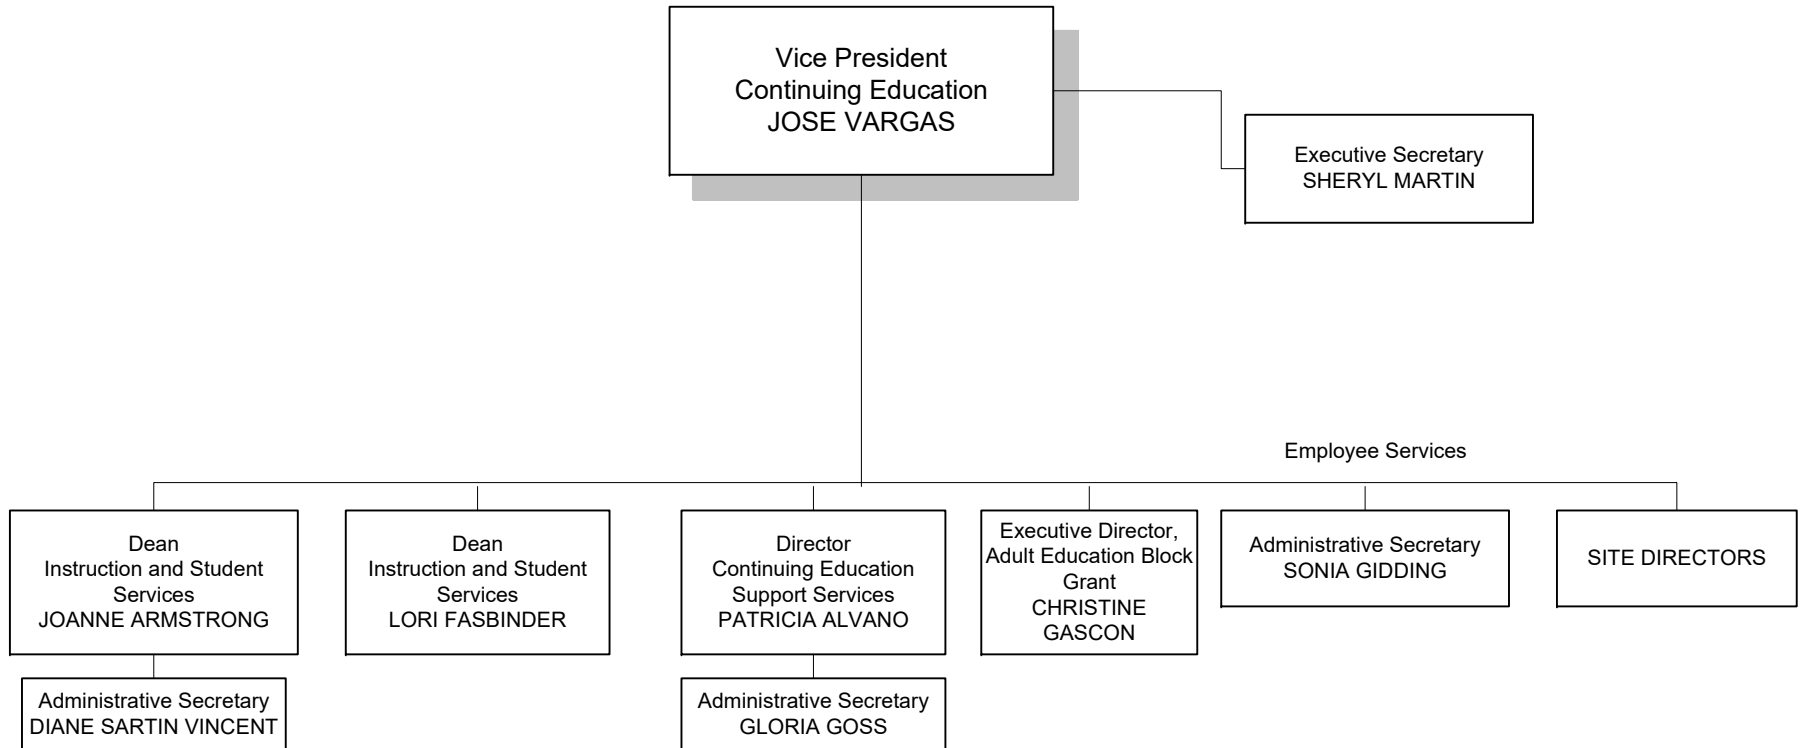 Vice President
Continuing Education
JOSE VARGAS
Executive Secretary
SHERYL MARTIN
Employee Services
Dean
Instruction and Student
Services
JOANNE ARMSTRONG
Dean
Instruction and Student
Services
LORI FASBINDER
Director
Continuing Education
Support Services
PATRICIA ALVANO
Executive Director,
Adult Education Block
Grant
CHRISTINE
GASCON
Administrative Secretary
SONIA GIDDING
SITE DIRECTORS
Administrative Secretary
DIANE SARTIN VINCENT
Administrative Secretary
GLORIA GOSS